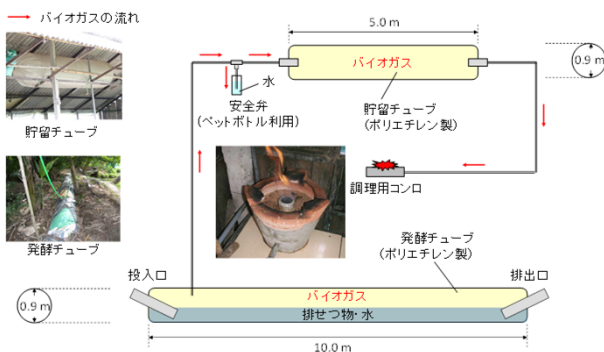 バイオガスの流れ
貯留チューブ
発酵チューブ
5.0 m
バイオガス
0.9 m
水
安全弁
(ペットボトル利用)
貯留チューブ
(ポリエチレン製)
調理用コンロ
発酵チューブ
(ポリエチレン製)
投入口
排出口
0.9 m
バイオガス
排せつ物・水
10.0 m